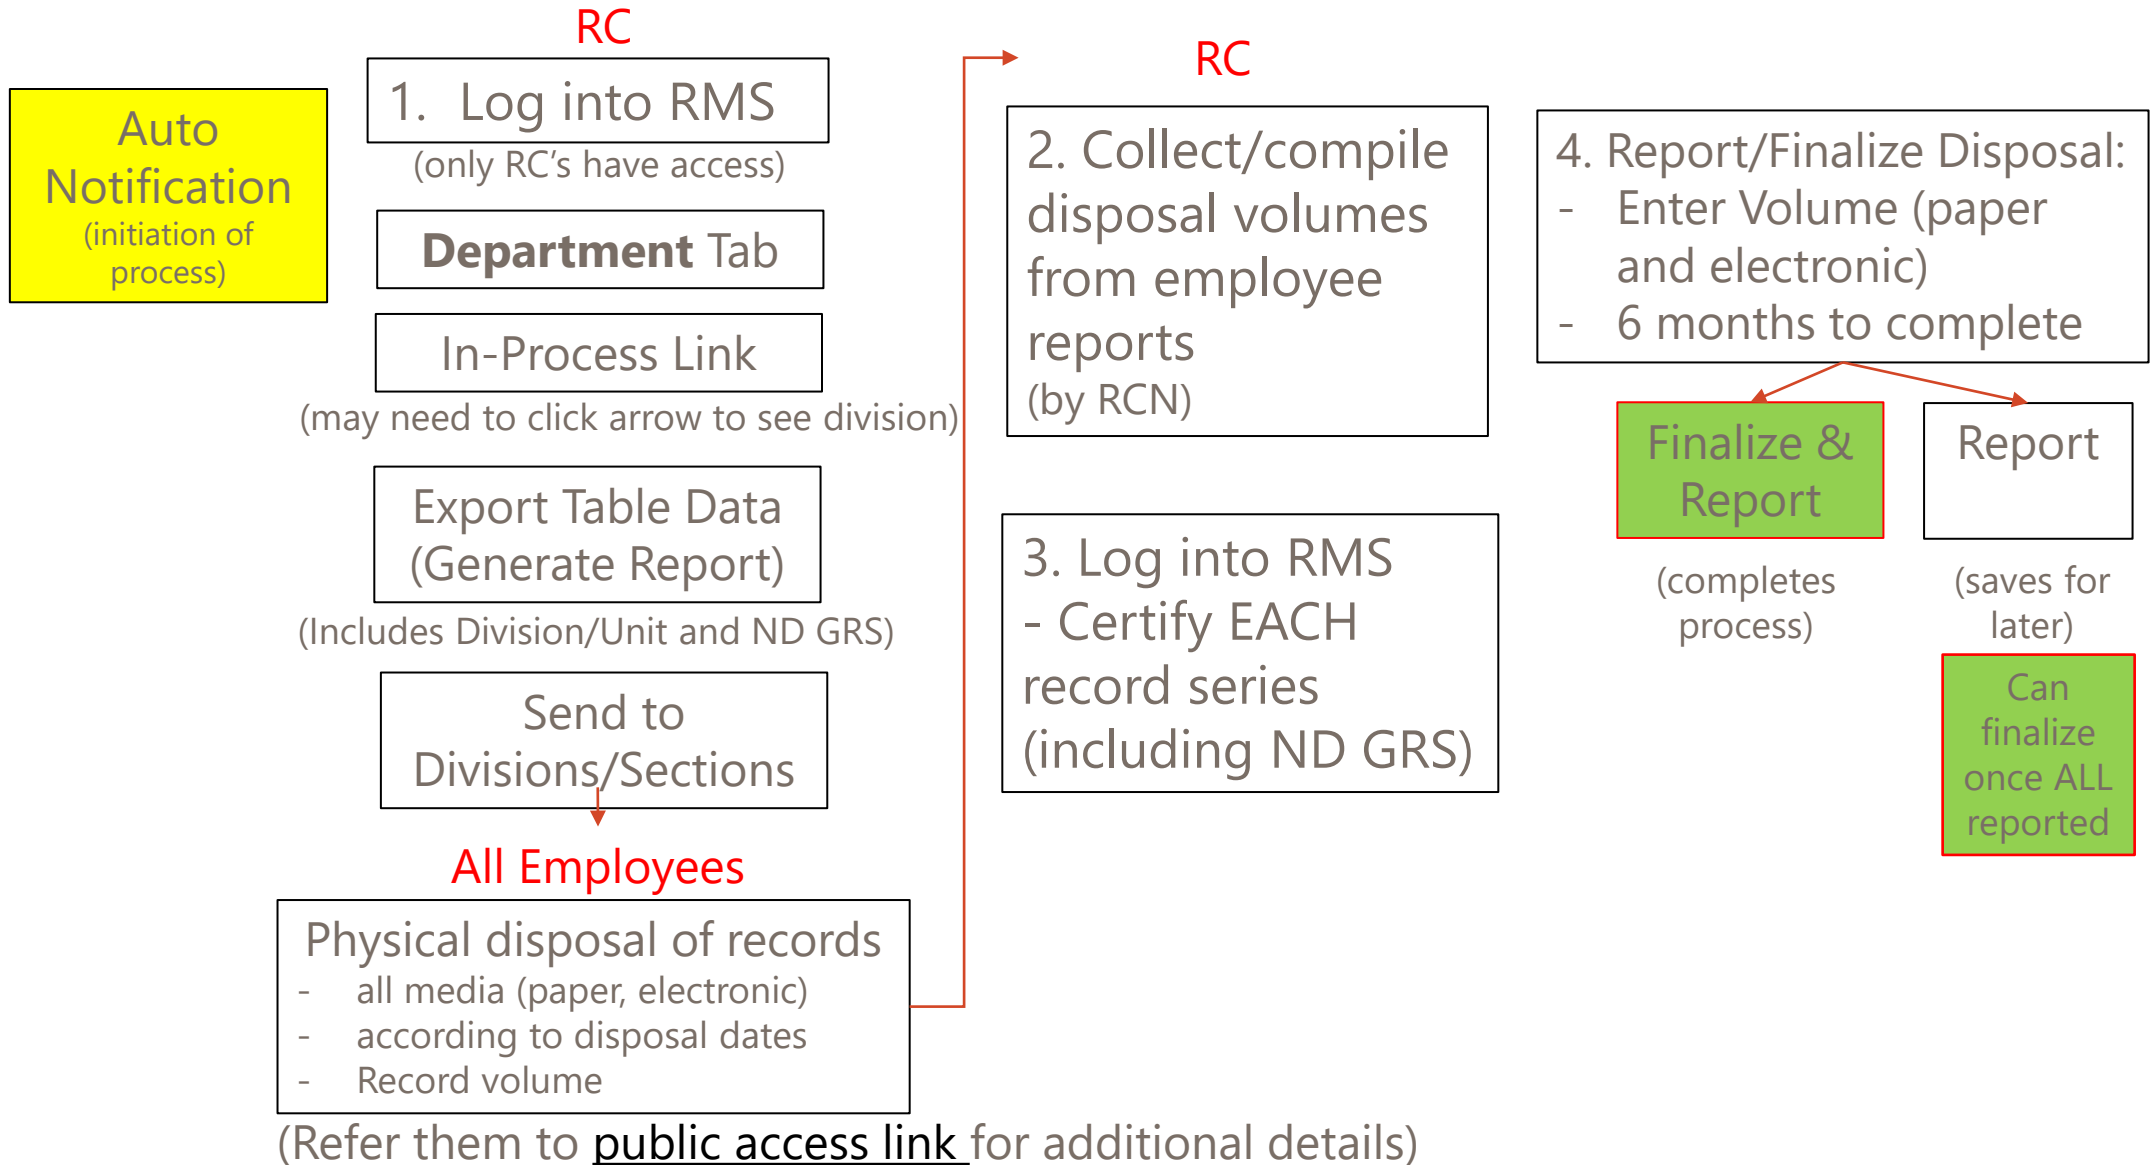 Auto
Notification
(initiation of
process)
RC
1. Log into RMS
(only RC’s have access)
Department Tab
In-Process Link
(may need to click arrow to see division)
Export Table Data
(Generate Report)
(Includes Division/Unit and ND GRS)
Send to
Divisions/Sections
All Employees
Physical disposal of records
- all media (paper, electronic)
- according to disposal dates
- Record volume
(Refer them to public access link for additional details)
RC
2. Collect/compile
disposal volumes
from employee
reports
(by RCN)
3. Log into RMS
- Certify EACH
record series
(including ND GRS)
4. Report/Finalize Disposal:
- Enter Volume (paper
and electronic)
- 6 months to complete
Finalize &
Report
(completes
process)
Report
(saves for
later)
Can
finalize
once ALL
reported